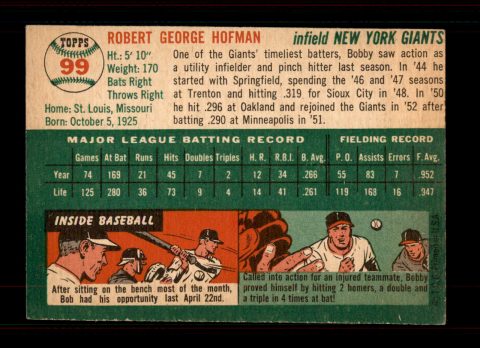 TOPPS
99
ROBERT GEORGE HOFMAN
infield NEW YORK GIANTS
Ht.: 5' 10"
Weight: 170
Bats Right
Throws Right
Home: St. Louis, Missouri
Born: October 5, 1925
One of the Giants' timeliest batters, Bobby saw action as
a utility infielder and pinch hitter last season. In '44 he
started with Springfield, spending the '46 and '47 seasons
at Trenton and hitting .319 for Sioux City in '48. In '50
he hit .296 at Oakland and rejoined the Giants in '52 after
batting .290 at Minneapolis in '51.
MAJOR LEAGUE BATTING RECORD
FIELDING RECORD
Games At Bat Runs Hits Doubles Triples H.R. R.B.I. B. Avg. P.O. Assists Errors F. Avg.
Year 74 169 21 45 7 2 12 34 .266 55 83 7 .952
Life 125 280 36 73 9 4 14 41 .261 119 168 16 .947
INSIDE BASEBALL
After sitting on the bench most of the month,
Bob had his opportunity last April 22nd.
Called into action for an injured teammate, Bobby
proved himself by hitting 2 homers, a double and
a triple in 4 times at bat!
U.S.A.